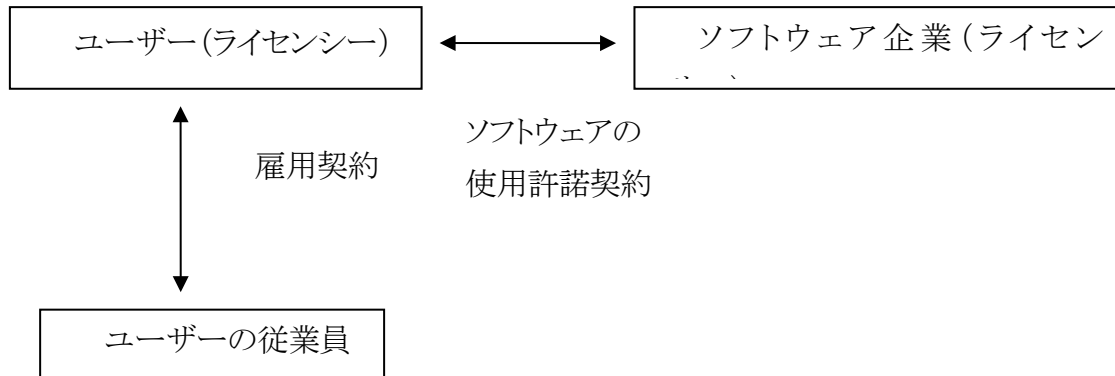 ユーザー(ライセンシー)
ソフトウェア企業(ライセン
ソフトウェアの
使用許諾契約
雇用契約
ユーザーの従業員